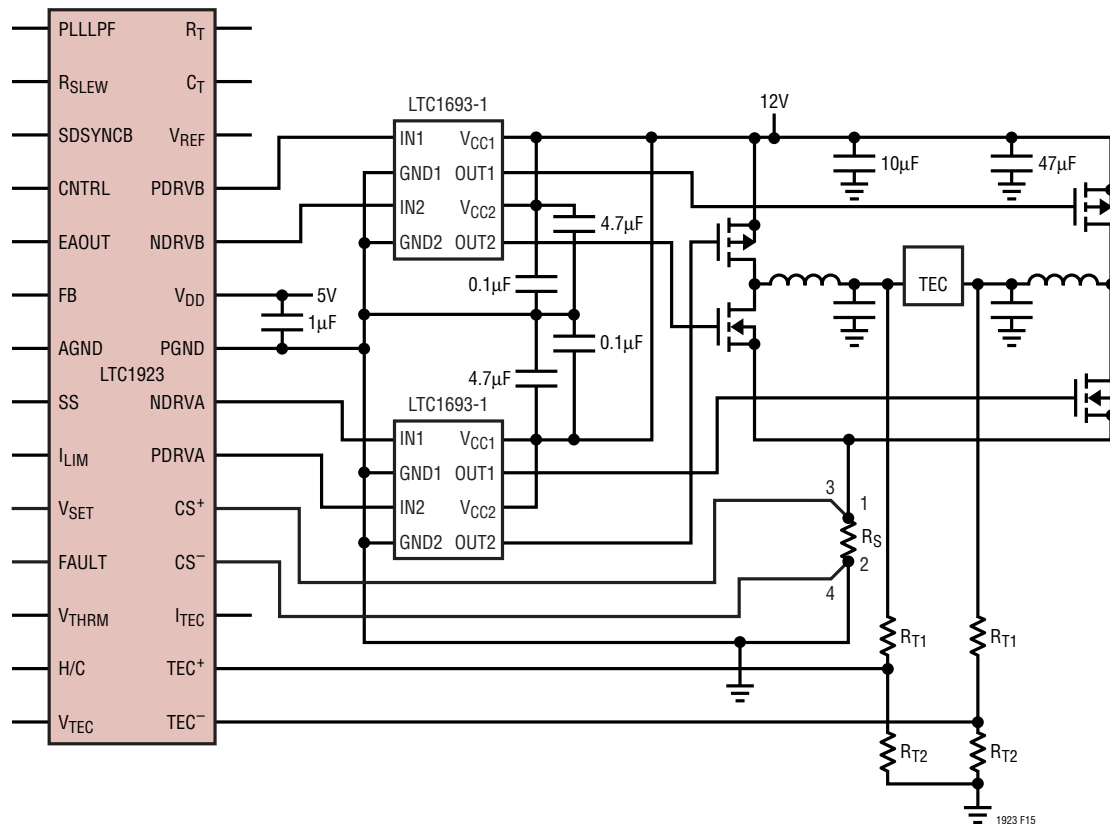 PLLLPF
RSLEW
SDSYNCB
CNTRL
EAOUT
FB
AGND
SS
ILIM
VSET
FAULT
VTHRM
H/C
VTEC
RT
CT
VREF
PDRVB
NDRVB
VDD
PGND
LTC1923
NDRVA
PDRVA
CS+
CS−
ITEC
TEC+
TEC−
5V
1µF
LTC1693-1
IN1
GND1
IN2
GND2
VCC1
OUT1
VCC2
OUT2
4.7µF
0.1µF
0.1µF
4.7µF
LTC1693-1
IN1
GND1
IN2
GND2
VCC1
OUT1
VCC2
OUT2
12V
10µF
47µF
TEC
3
1
RS
2
4
RT1
RT1
RT2
RT2
1923 F15